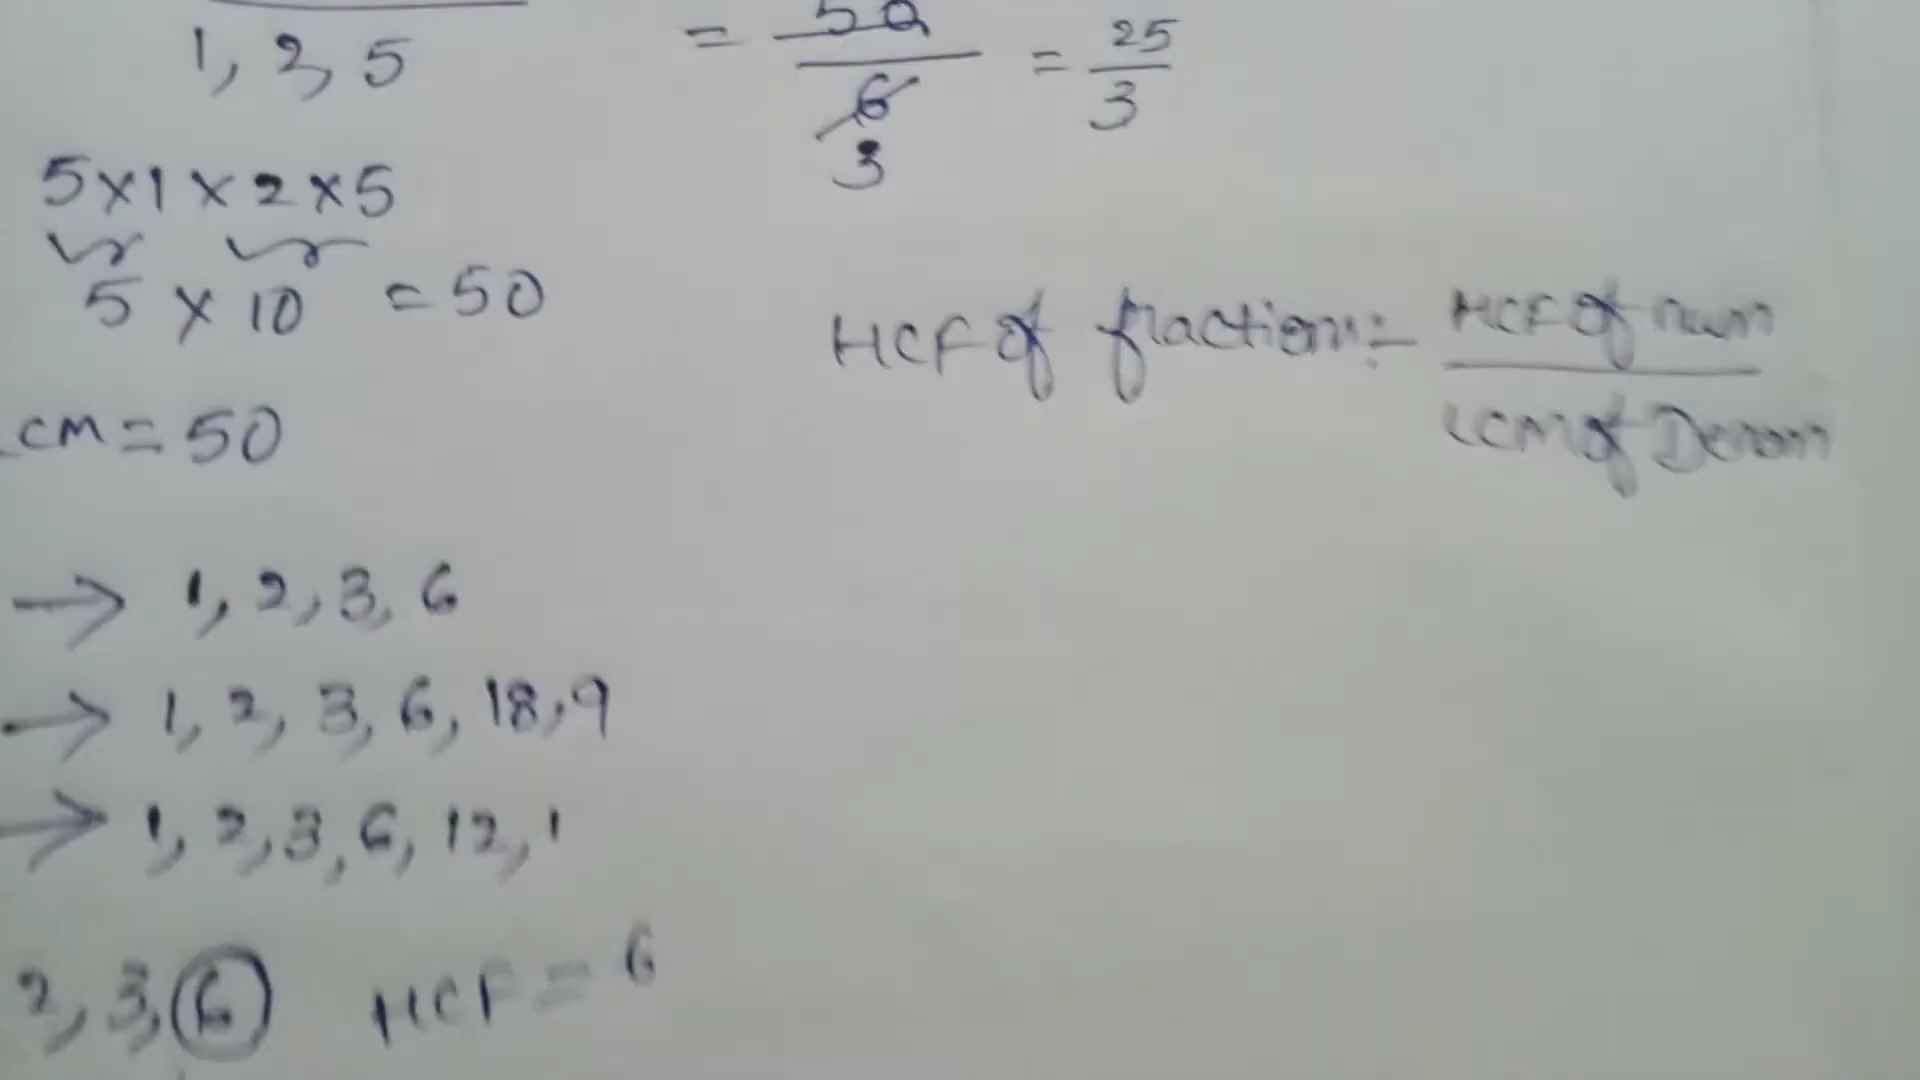 1, 2, 5
= 50/6 3 = 25/3
5×1×2×5
5 × 10 = 50
HCF of fraction:- HCF of num
LCM of Denom
LCM = 50
→ 1, 2, 3, 6
→ 1, 2, 3, 6, 18, 9
→ 1, 2, 3, 6, 12, 1
2, 3, 6 HCF = 6